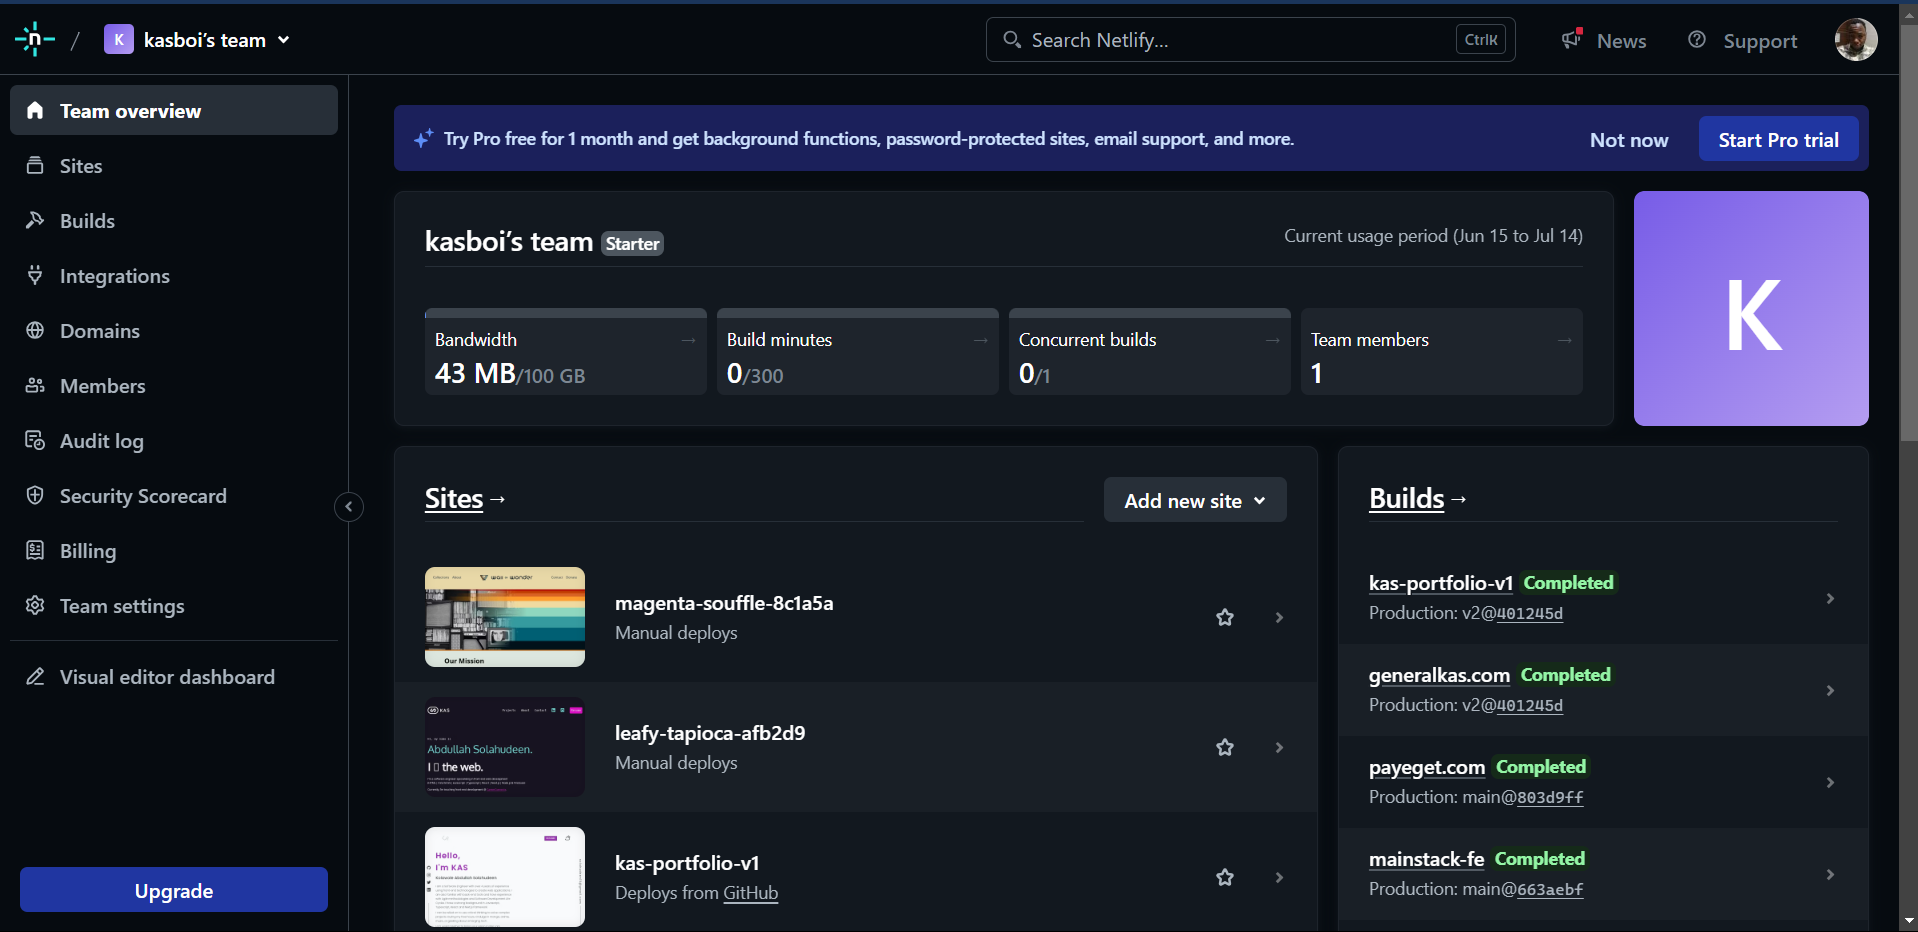 n / K kasboi's team
Search Netlify... CtrlK
News
Support
Team overview
Sites
Builds
Integrations
Domains
Members
Audit log
Security Scorecard
Billing
Team settings
Visual editor dashboard
Upgrade
Try Pro free for 1 month and get background functions, password-protected sites, email support, and more.
Not now
Start Pro trial
kasboi's team Starter
Current usage period (Jun 15 to Jul 14)
Bandwidth →
43 MB/100 GB
Build minutes →
0/300
Concurrent builds →
0/1
Team members →
1
K
Sites →
Add new site
wax + wonder
Our Mission
magenta-souffle-8c1a5a
Manual deploys
KAS
Abdullah Solahudeen.
the web.
leafy-tapioca-afb2d9
Manual deploys
Hello,
I'm KAS
kas-portfolio-v1
Deploys from GitHub
Builds →
kas-portfolio-v1 Completed
Production: v2@401245d
generalkas.com Completed
Production: v2@401245d
payeget.com Completed
Production: main@803d9ff
mainstack-fe Completed
Production: main@663aebf